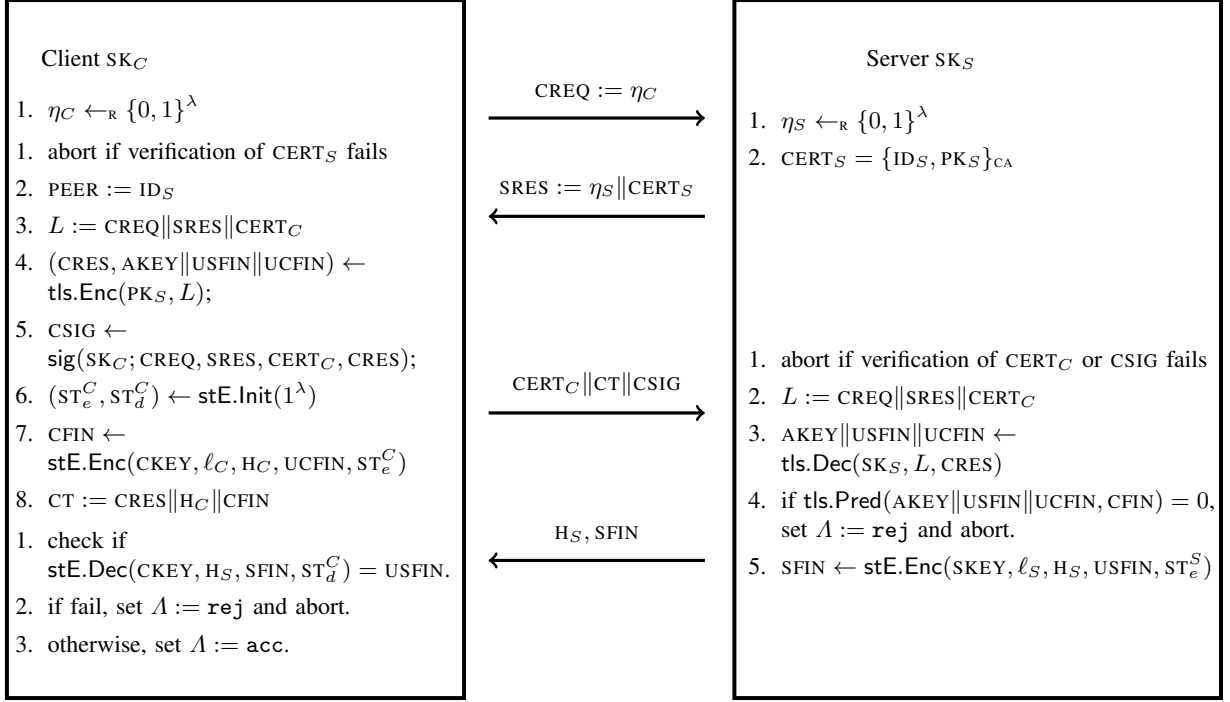 Client SK_C
1. η_C ←_R {0, 1}^λ
1. abort if verification of CERT_S fails
2. PEER := ID_S
3. L := CREQ‖SRES‖CERT_C
4. (CRES, AKEY‖USFIN‖UCFIN) ←
tls.Enc(PK_S, L);
5. CSIG ←
sig(SK_C; CREQ, SRES, CERT_C, CRES);
6. (ST_e^C, ST_d^C) ← stE.Init(1^λ)
7. CFIN ←
stE.Enc(CKEY, ℓ_C, H_C, UCFIN, ST_e^C)
8. CT := CRES‖H_C‖CFIN
1. check if
stE.Dec(CKEY, H_S, SFIN, ST_d^C) = USFIN.
2. if fail, set Λ := rej and abort.
3. otherwise, set Λ := acc.
CREQ := η_C
SRES := η_S‖CERT_S
CERT_C‖CT‖CSIG
H_S, SFIN
Server SK_S
1. η_S ←_R {0, 1}^λ
2. CERT_S = {ID_S, PK_S}_CA
1. abort if verification of CERT_C or CSIG fails
2. L := CREQ‖SRES‖CERT_C
3. AKEY‖USFIN‖UCFIN ←
tls.Dec(SK_S, L, CRES)
4. if tls.Pred(AKEY‖USFIN‖UCFIN, CFIN) = 0,
set Λ := rej and abort.
5. SFIN ← stE.Enc(SKEY, ℓ_S, H_S, USFIN, ST_e^S)